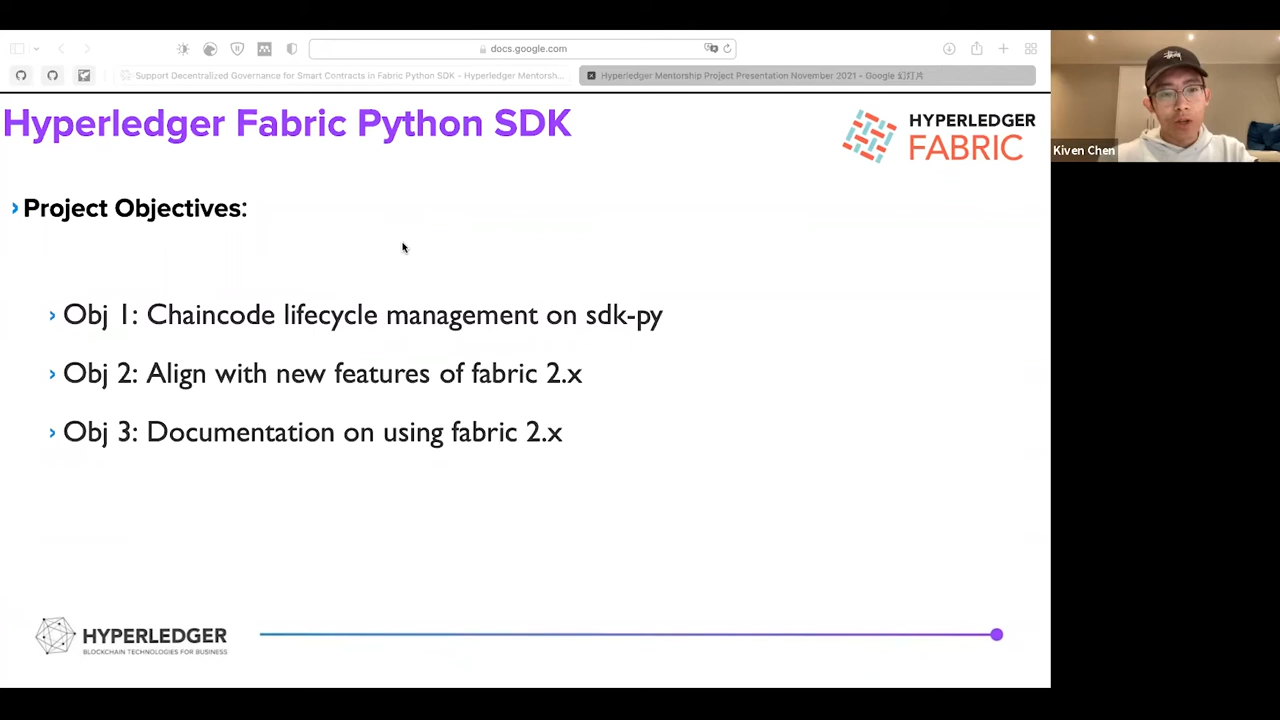 docs.google.com
Support Decentralized Governance for Smart Contracts in Fabric Python SDK - Hyperledger Mentorsh...
Hyperledger Mentorship Project Presentation November 2021 - Google 幻灯片
Hyperledger Fabric Python SDK
HYPERLEDGER
FABRIC
Kiven Chen
› Project Objectives:
› Obj 1: Chaincode lifecycle management on sdk-py
› Obj 2: Align with new features of fabric 2.x
› Obj 3: Documentation on using fabric 2.x
HYPERLEDGER
BLOCKCHAIN TECHNOLOGIES FOR BUSINESS